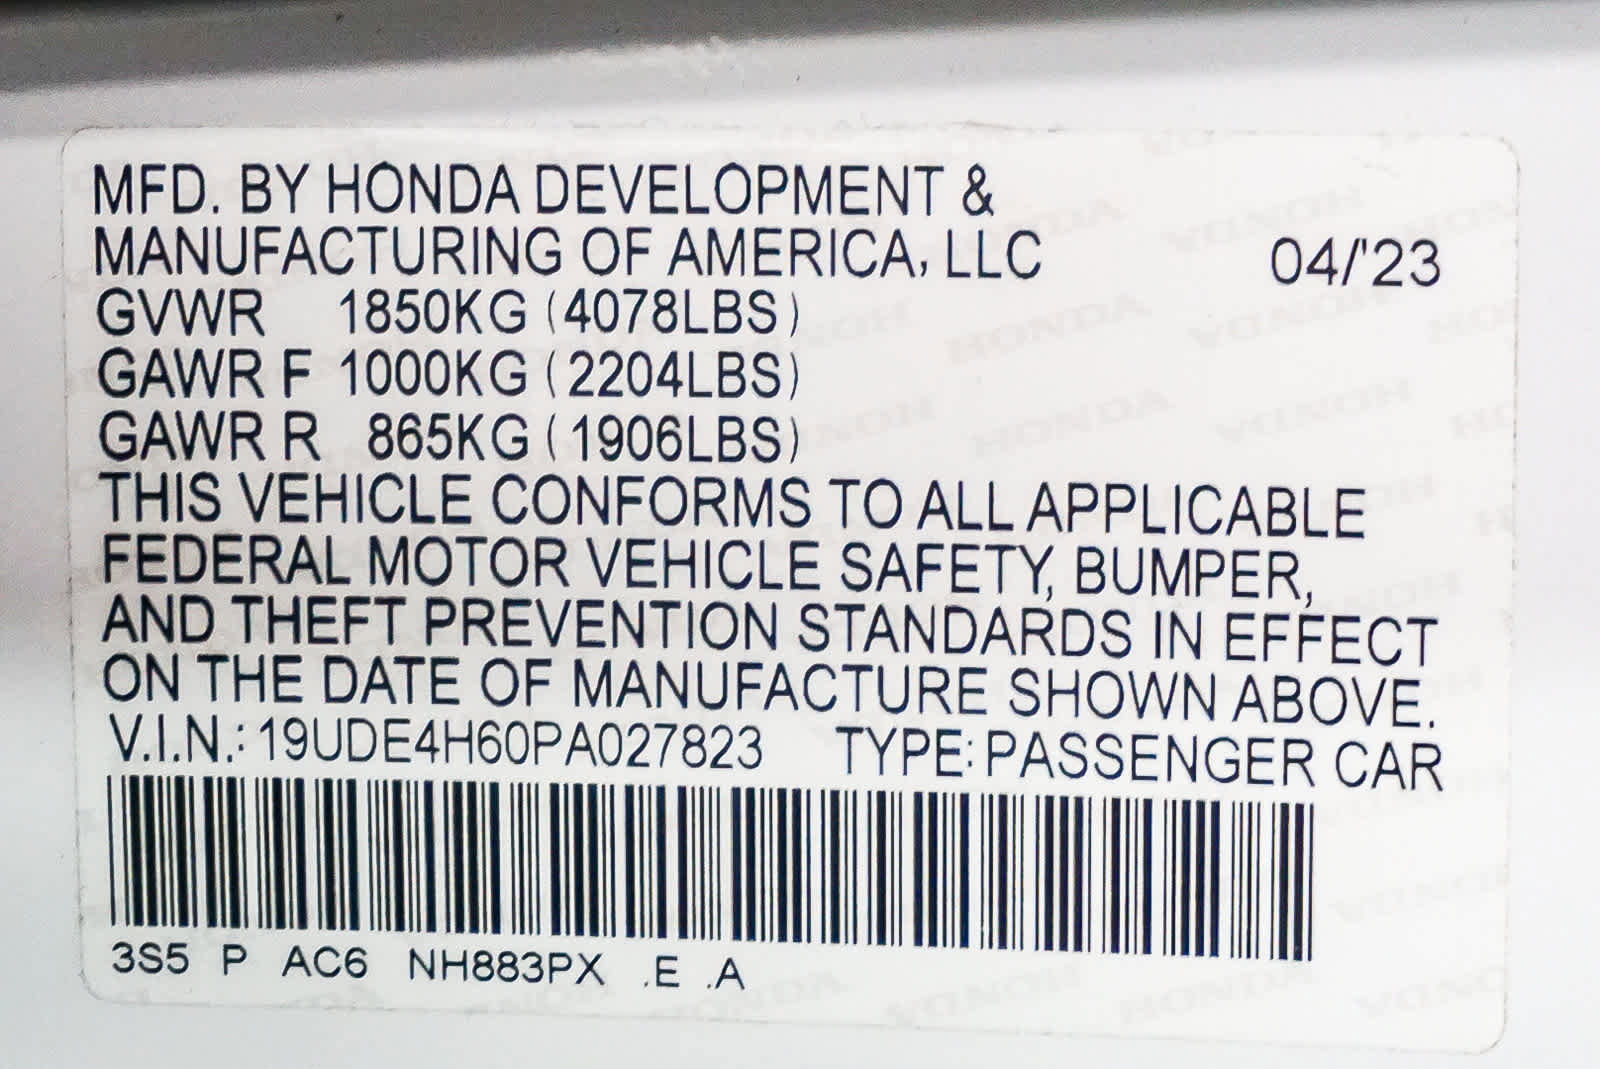 MFD. BY HONDA DEVELOPMENT &
MANUFACTURING OF AMERICA, LLC 04/'23
GVWR 1850KG (4078LBS)
GAWR F 1000KG (2204LBS)
GAWR R 865KG (1906LBS)
THIS VEHICLE CONFORMS TO ALL APPLICABLE
FEDERAL MOTOR VEHICLE SAFETY, BUMPER,
AND THEFT PREVENTION STANDARDS IN EFFECT
ON THE DATE OF MANUFACTURE SHOWN ABOVE.
V.I.N.: 19UDE4H60PA027823 TYPE: PASSENGER CAR
3S5 P AC6 NH883PX .E .A